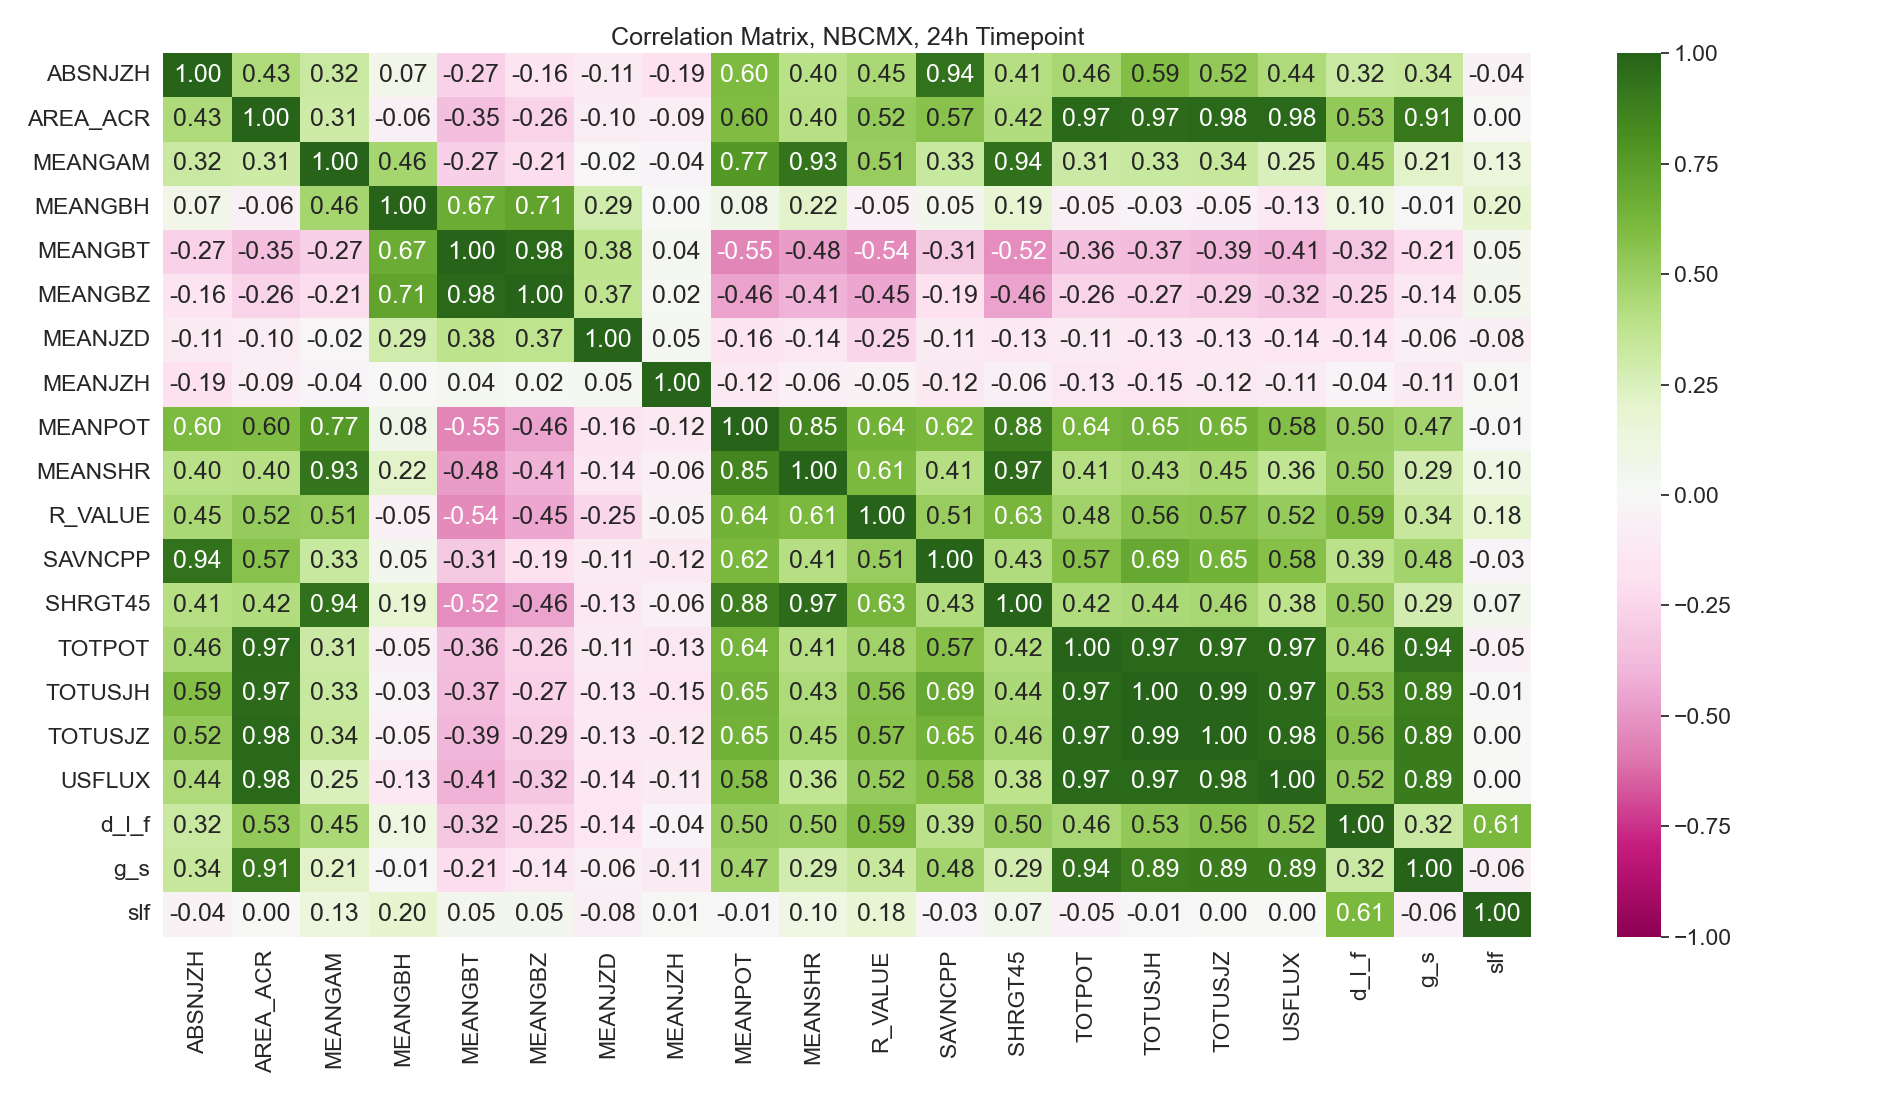 Correlation Matrix, NBCMX, 24h Timepoint
ABSNJZH 1.00 0.43 0.32 0.07 -0.27 -0.16 -0.11 -0.19 0.60 0.40 0.45 0.94 0.41 0.46 0.59 0.52 0.44 0.32 0.34 -0.04
AREA_ACR 0.43 1.00 0.31 -0.06 -0.35 -0.26 -0.10 -0.09 0.60 0.40 0.52 0.57 0.42 0.97 0.97 0.98 0.98 0.53 0.91 0.00
MEANGAM 0.32 0.31 1.00 0.46 -0.27 -0.21 -0.02 -0.04 0.77 0.93 0.51 0.33 0.94 0.31 0.33 0.34 0.25 0.45 0.21 0.13
MEANGBH 0.07 -0.06 0.46 1.00 0.67 0.71 0.29 0.00 0.08 0.22 -0.05 0.05 0.19 -0.05 -0.03 -0.05 -0.13 0.10 -0.01 0.20
MEANGBT -0.27 -0.35 -0.27 0.67 1.00 0.98 0.38 0.04 -0.55 -0.48 -0.54 -0.31 -0.52 -0.36 -0.37 -0.39 -0.41 -0.32 -0.21 0.05
MEANGBZ -0.16 -0.26 -0.21 0.71 0.98 1.00 0.37 0.02 -0.46 -0.41 -0.45 -0.19 -0.46 -0.26 -0.27 -0.29 -0.32 -0.25 -0.14 0.05
MEANJZD -0.11 -0.10 -0.02 0.29 0.38 0.37 1.00 0.05 -0.16 -0.14 -0.25 -0.11 -0.13 -0.11 -0.13 -0.13 -0.14 -0.14 -0.06 -0.08
MEANJZH -0.19 -0.09 -0.04 0.00 0.04 0.02 0.05 1.00 -0.12 -0.06 -0.05 -0.12 -0.06 -0.13 -0.15 -0.12 -0.11 -0.04 -0.11 0.01
MEANPOT 0.60 0.60 0.77 0.08 -0.55 -0.46 -0.16 -0.12 1.00 0.85 0.64 0.62 0.88 0.64 0.65 0.65 0.58 0.50 0.47 -0.01
MEANSHR 0.40 0.40 0.93 0.22 -0.48 -0.41 -0.14 -0.06 0.85 1.00 0.61 0.41 0.97 0.41 0.43 0.45 0.36 0.50 0.29 0.10
R_VALUE 0.45 0.52 0.51 -0.05 -0.54 -0.45 -0.25 -0.05 0.64 0.61 1.00 0.51 0.63 0.48 0.56 0.57 0.52 0.59 0.34 0.18
SAVNCPP 0.94 0.57 0.33 0.05 -0.31 -0.19 -0.11 -0.12 0.62 0.41 0.51 1.00 0.43 0.57 0.69 0.65 0.58 0.39 0.48 -0.03
SHRGT45 0.41 0.42 0.94 0.19 -0.52 -0.46 -0.13 -0.06 0.88 0.97 0.63 0.43 1.00 0.42 0.44 0.46 0.38 0.50 0.29 0.07
TOTPOT 0.46 0.97 0.31 -0.05 -0.36 -0.26 -0.11 -0.13 0.64 0.41 0.48 0.57 0.42 1.00 0.97 0.97 0.97 0.46 0.94 -0.05
TOTUSJH 0.59 0.97 0.33 -0.03 -0.37 -0.27 -0.13 -0.15 0.65 0.43 0.56 0.69 0.44 0.97 1.00 0.99 0.97 0.53 0.89 -0.01
TOTUSJZ 0.52 0.98 0.34 -0.05 -0.39 -0.29 -0.13 -0.12 0.65 0.45 0.57 0.65 0.46 0.97 0.99 1.00 0.98 0.56 0.89 0.00
USFLUX 0.44 0.98 0.25 -0.13 -0.41 -0.32 -0.14 -0.11 0.58 0.36 0.52 0.58 0.38 0.97 0.97 0.98 1.00 0.52 0.89 0.00
d_l_f 0.32 0.53 0.45 0.10 -0.32 -0.25 -0.14 -0.04 0.50 0.50 0.59 0.39 0.50 0.46 0.53 0.56 0.52 1.00 0.32 0.61
g_s 0.34 0.91 0.21 -0.01 -0.21 -0.14 -0.06 -0.11 0.47 0.29 0.34 0.48 0.29 0.94 0.89 0.89 0.89 0.32 1.00 -0.06
slf -0.04 0.00 0.13 0.20 0.05 0.05 -0.08 0.01 -0.01 0.10 0.18 -0.03 0.07 -0.05 -0.01 0.00 0.00 0.61 -0.06 1.00
ABSNJZH
AREA_ACR
MEANGAM
MEANGBH
MEANGBT
MEANGBZ
MEANJZD
MEANJZH
MEANPOT
MEANSHR
R_VALUE
SAVNCPP
SHRGT45
TOTPOT
TOTUSJH
TOTUSJZ
USFLUX
d_l_f
g_s
slf
1.00
0.75
0.50
0.25
0.00
−0.25
−0.50
−0.75
−1.00